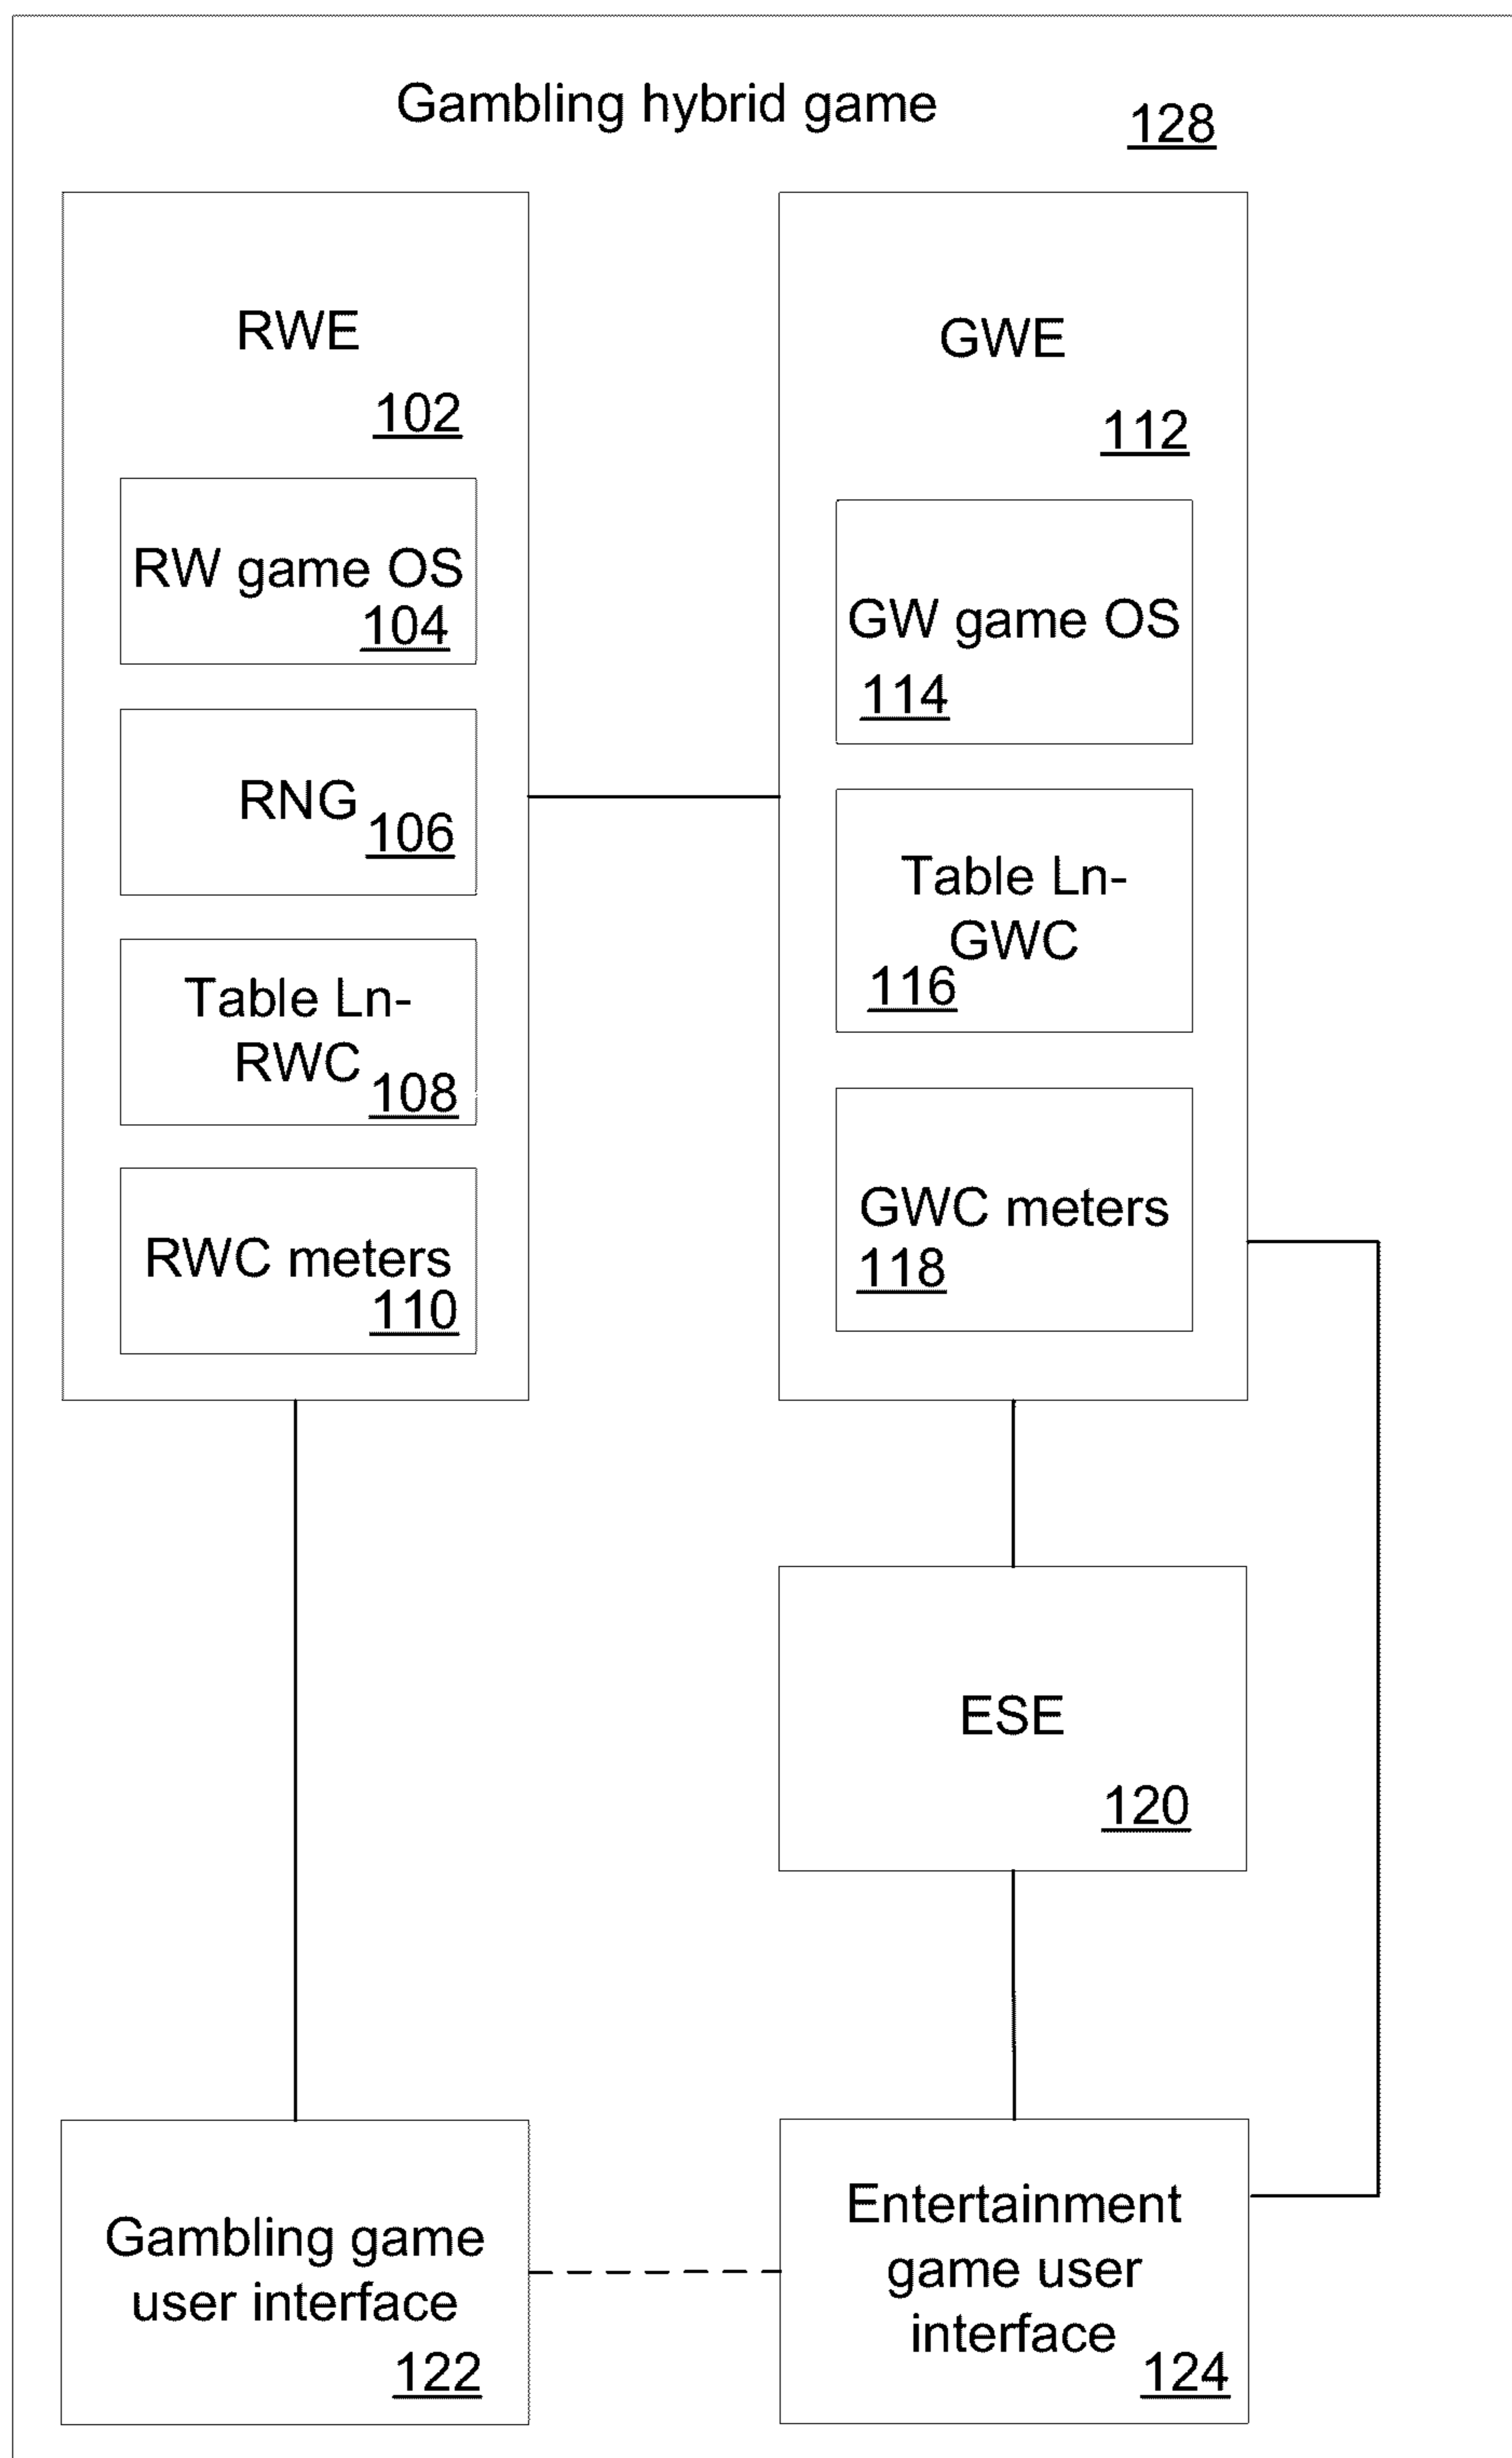 Gambling hybrid game
128
RWE
102
RW game OS
104
RNG
106
Table Ln-
RWC
108
RWC meters
110
GWE
112
GW game OS
114
Table Ln-
GWC
116
GWC meters
118
ESE
120
Gambling game
user interface
122
Entertainment
game user
interface
124